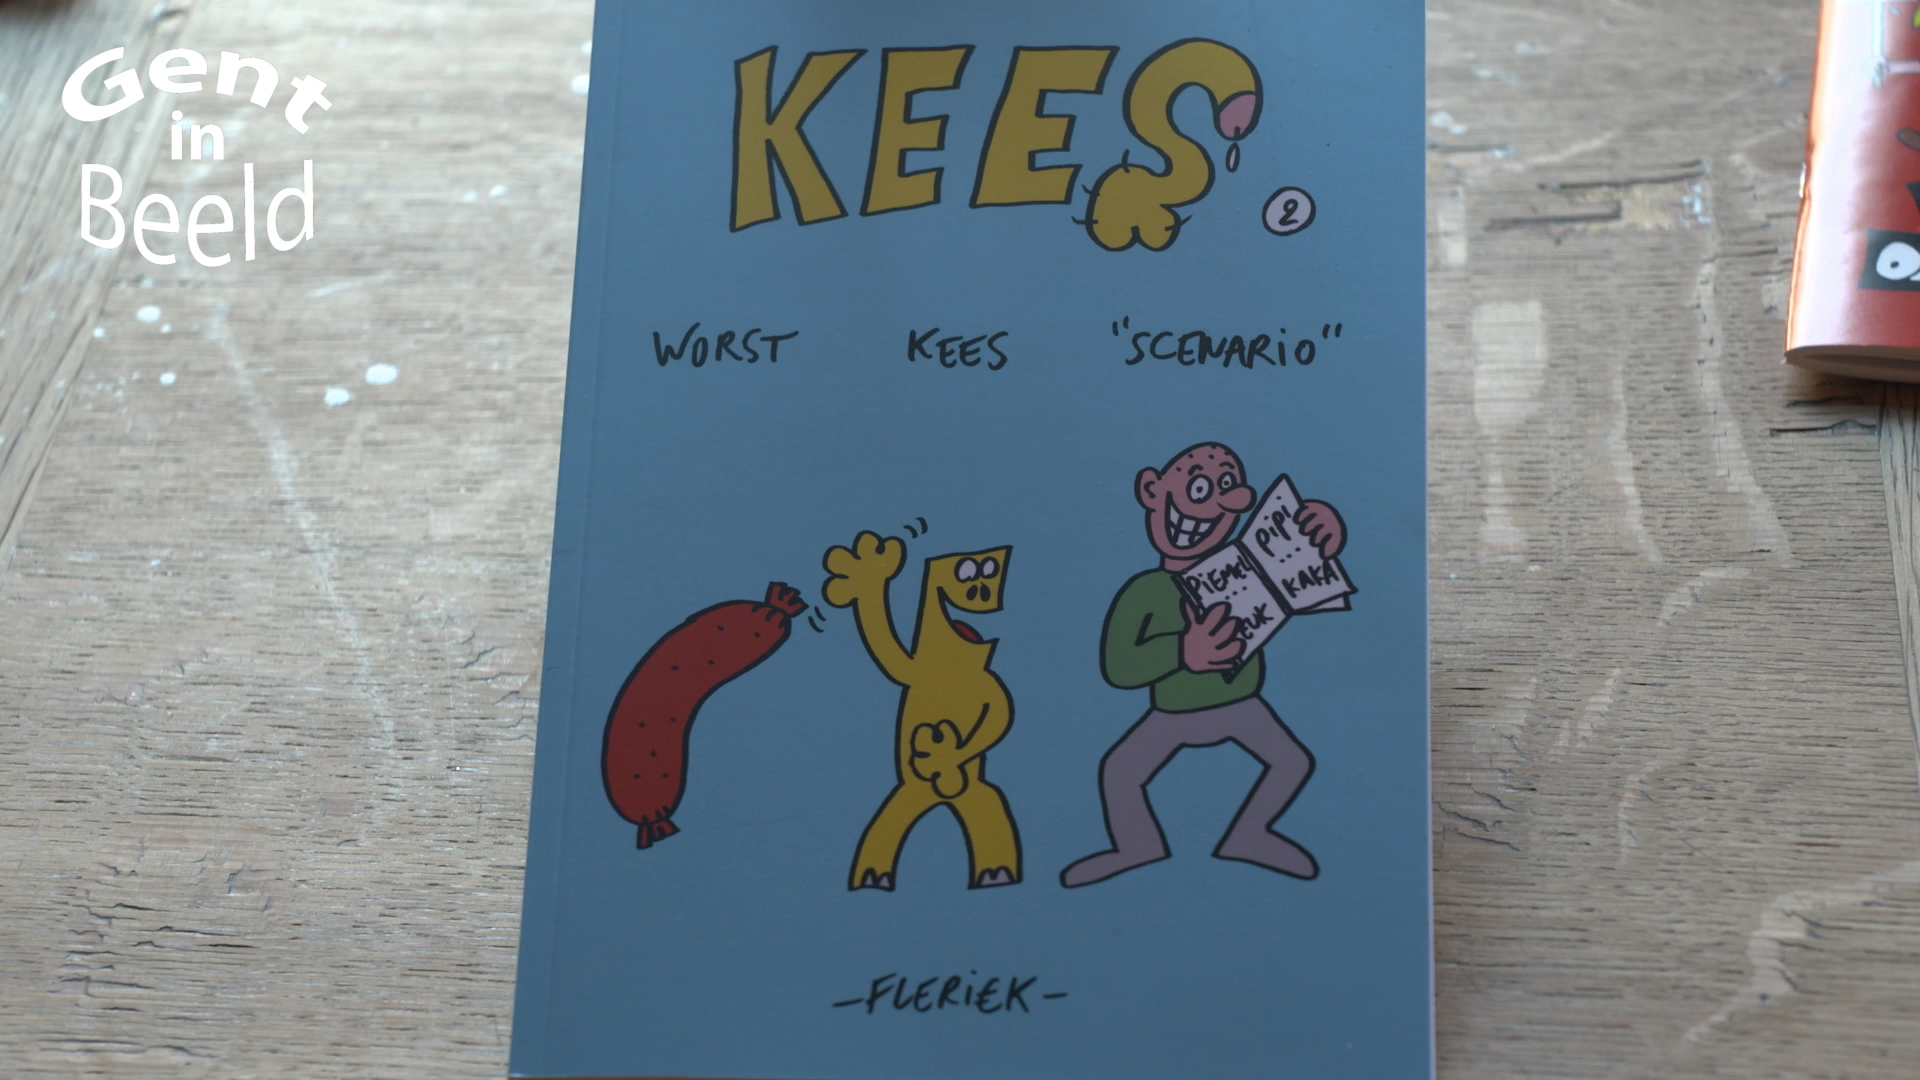 Gent
in
Beeld
KEES
2
WORST KEES "SCENARIO"
PIPI
...
KAKA
PIEMEL
...
-FLERIEK-